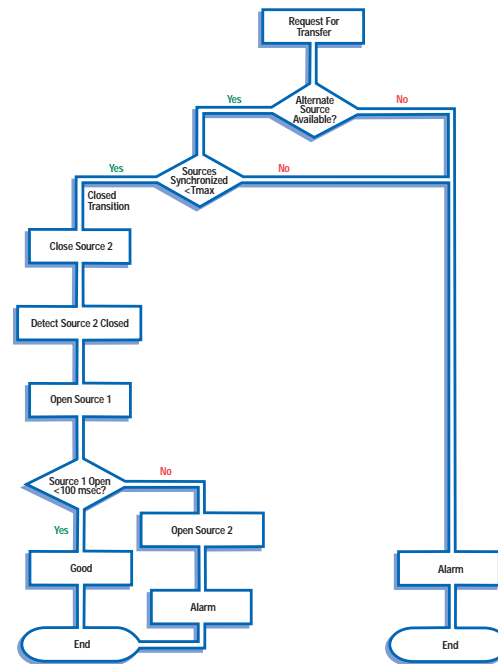 Request For
Transfer
Yes
Alternate
Source
Available?
No
Yes
Sources
Synchronized
<Tmax
No
Closed
Transition
Close Source 2
Detect Source 2 Closed
Open Source 1
Source 1 Open
<100 msec?
No
Yes
Open Source 2
Good
Alarm
Alarm
End
End